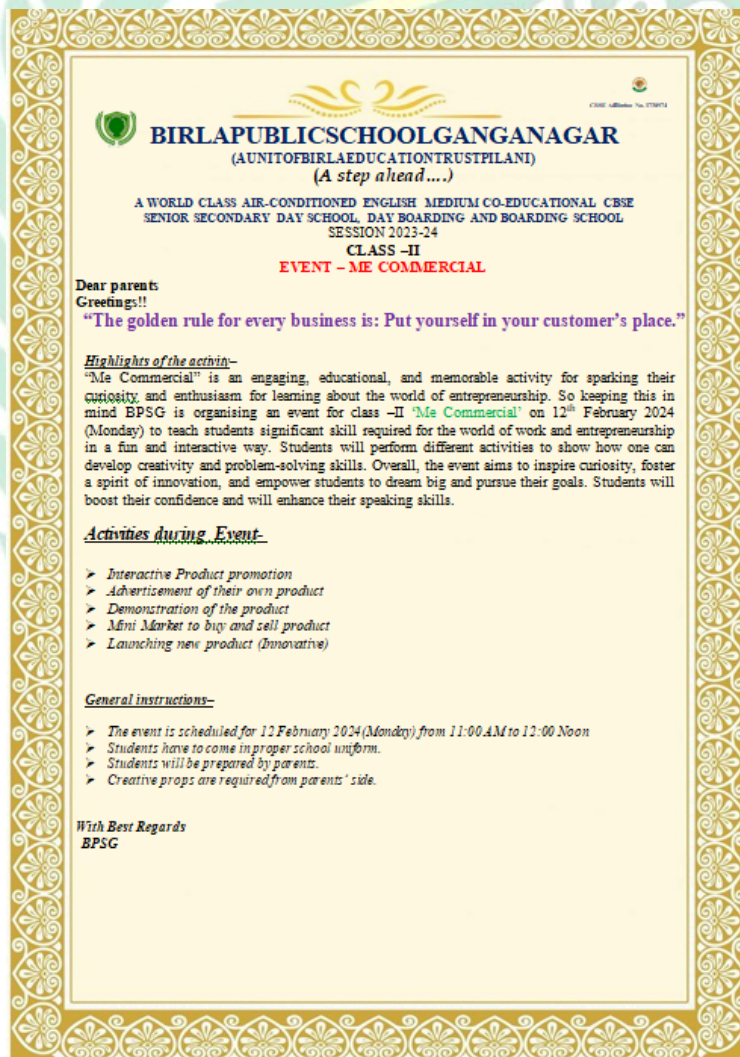 CBSE Affiliation No.
BIRLAPUBLICSCHOOLGANGANAGAR
(AUNITOFBIRLAEDUCATIONTRUSTPILANI)
(A step ahead....)
A WORLD CLASS AIR-CONDITIONED ENGLISH MEDIUM CO-EDUCATIONAL CBSE
SENIOR SECONDARY DAY SCHOOL, DAY BOARDING AND BOARDING SCHOOL
SESSION 2023-24
CLASS –II
EVENT – ME COMMERCIAL
Dear parents
Greetings!!
“The golden rule for every business is: Put yourself in your customer’s place.”
Highlights of the activity–
“Me Commercial” is an engaging, educational, and memorable activity for sparking their
curiosity and enthusiasm for learning about the world of entrepreneurship. So keeping this in
mind BPSG is organising an event for class –II ‘Me Commercial’ on 12th February 2024
(Monday) to teach students significant skill required for the world of work and entrepreneurship
in a fun and interactive way. Students will perform different activities to show how one can
develop creativity and problem-solving skills. Overall, the event aims to inspire curiosity, foster
a spirit of innovation, and empower students to dream big and pursue their goals. Students will
boost their confidence and will enhance their speaking skills.
Activities during Event-
➢ Interactive Product promotion
➢ Advertisement of their own product
➢ Demonstration of the product
➢ Mini Market to buy and sell product
➢ Launching new product (Innovative)
General instructions–
➢ The event is scheduled for 12 February 2024(Monday) from 11:00 AM to 12:00 Noon
➢ Students have to come in proper school uniform.
➢ Students will be prepared by parents.
➢ Creative props are required from parents’ side.
With Best Regards
BPSG